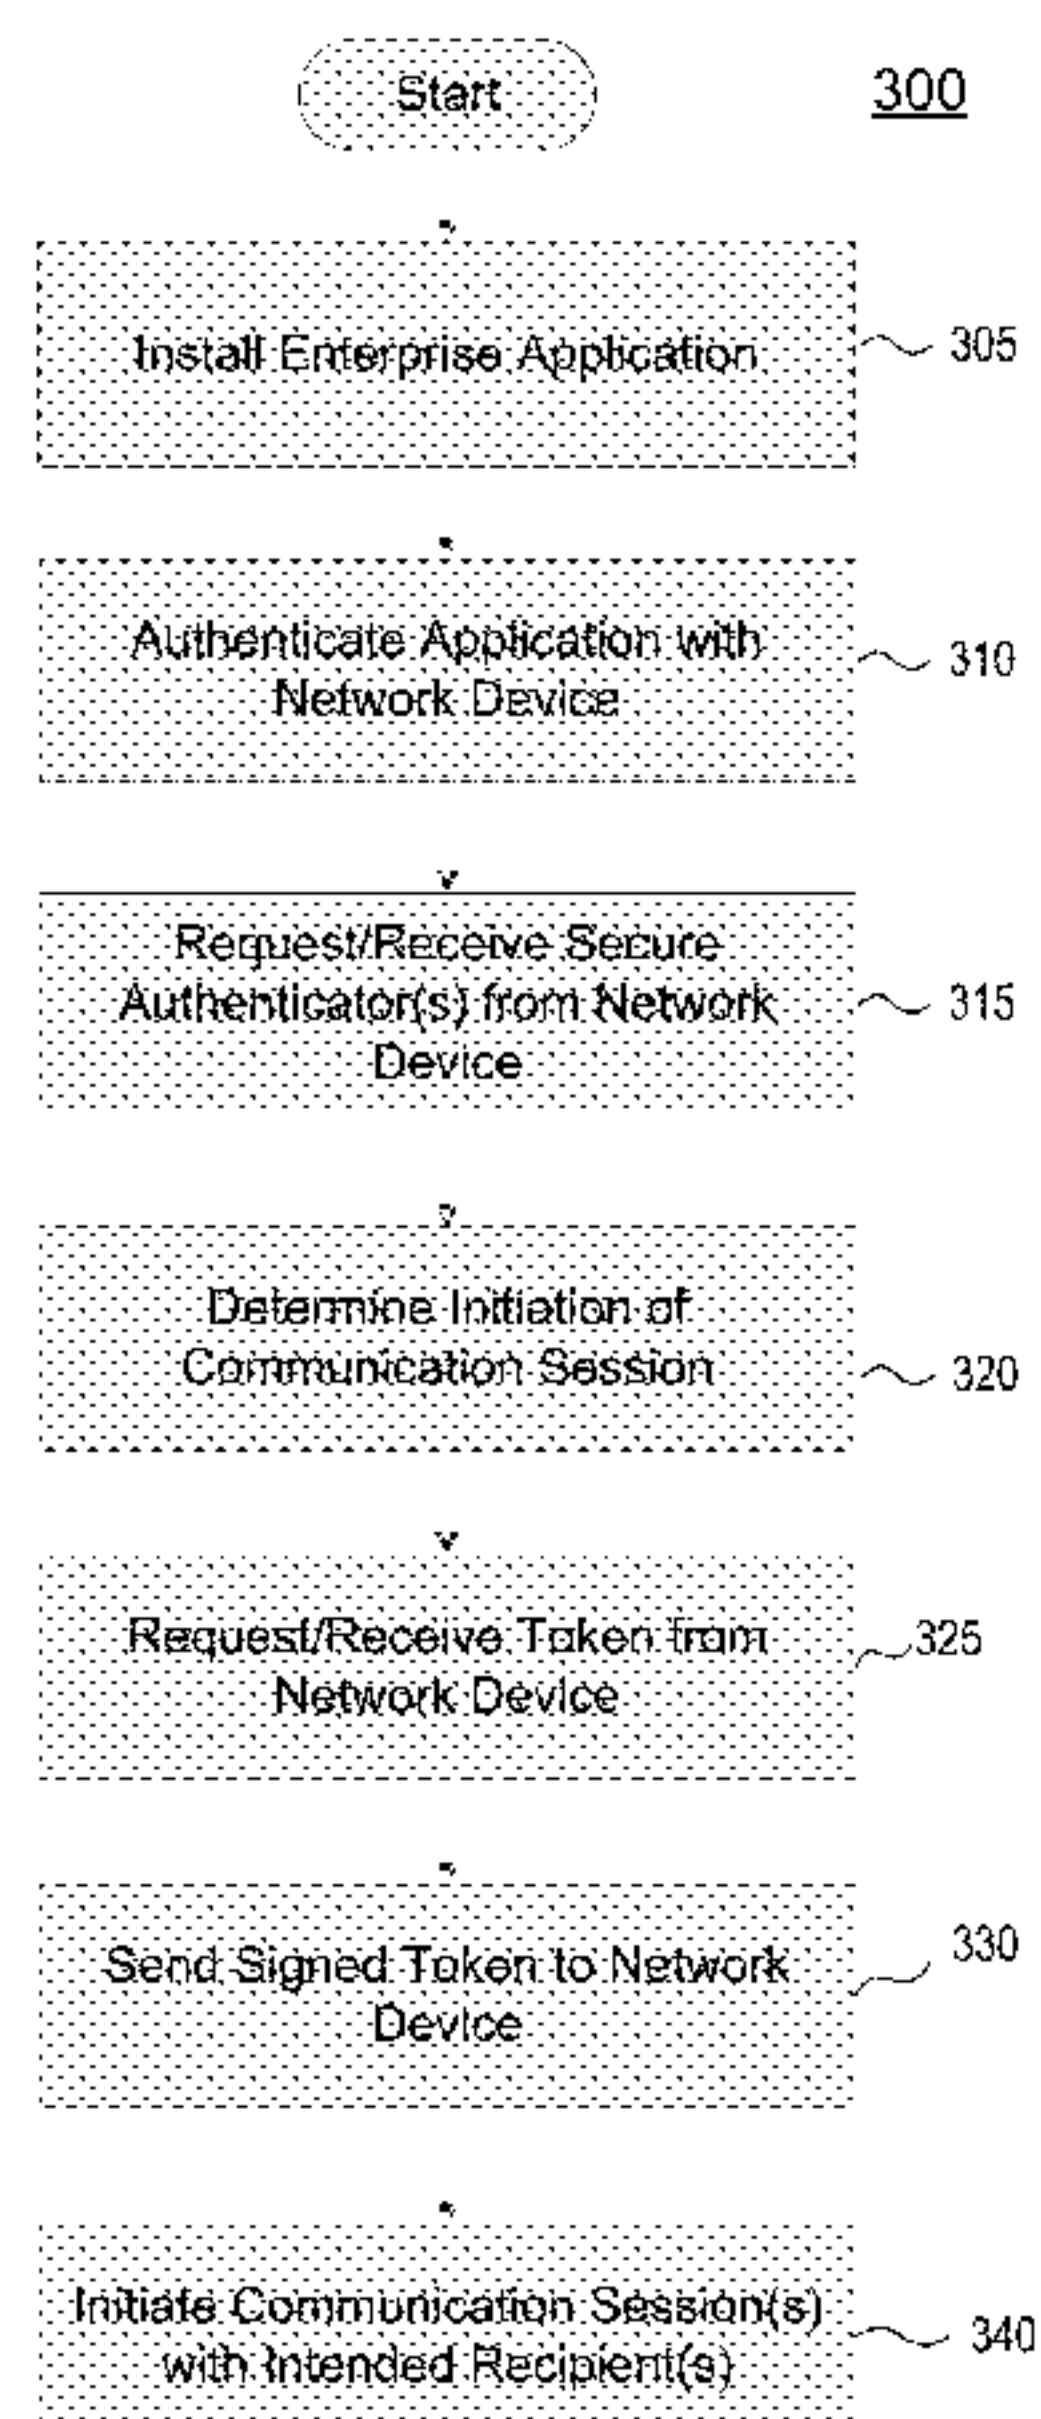 Start
300
Install Enterprise Application
305
Authenticate Application with
Network Device
310
Request/Receive Secure
Authenticator(s) from Network
Device
315
Determine Initiation of
Communication Session
320
Request/Receive Token from
Network Device
325
Send Signed Token to Network
Device
330
Initiate Communication Session(s)
with Intended Recipient(s)
340